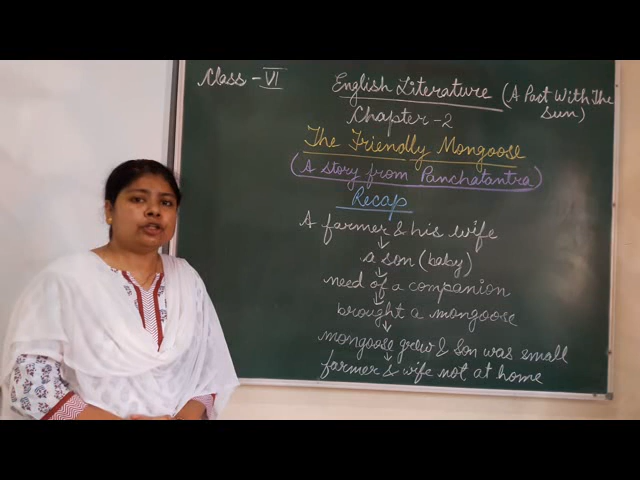 Class - VI
English Literature (A Pact With The Sun)
Chapter - 2
The Friendly Mongoose
(A story from Panchatantra)
Recap
A farmer & his wife
↓
a son (baby)
↓
need of a companion
↓
brought a mongoose
↓
mongoose grew & son was small
↓
farmer & wife not at home